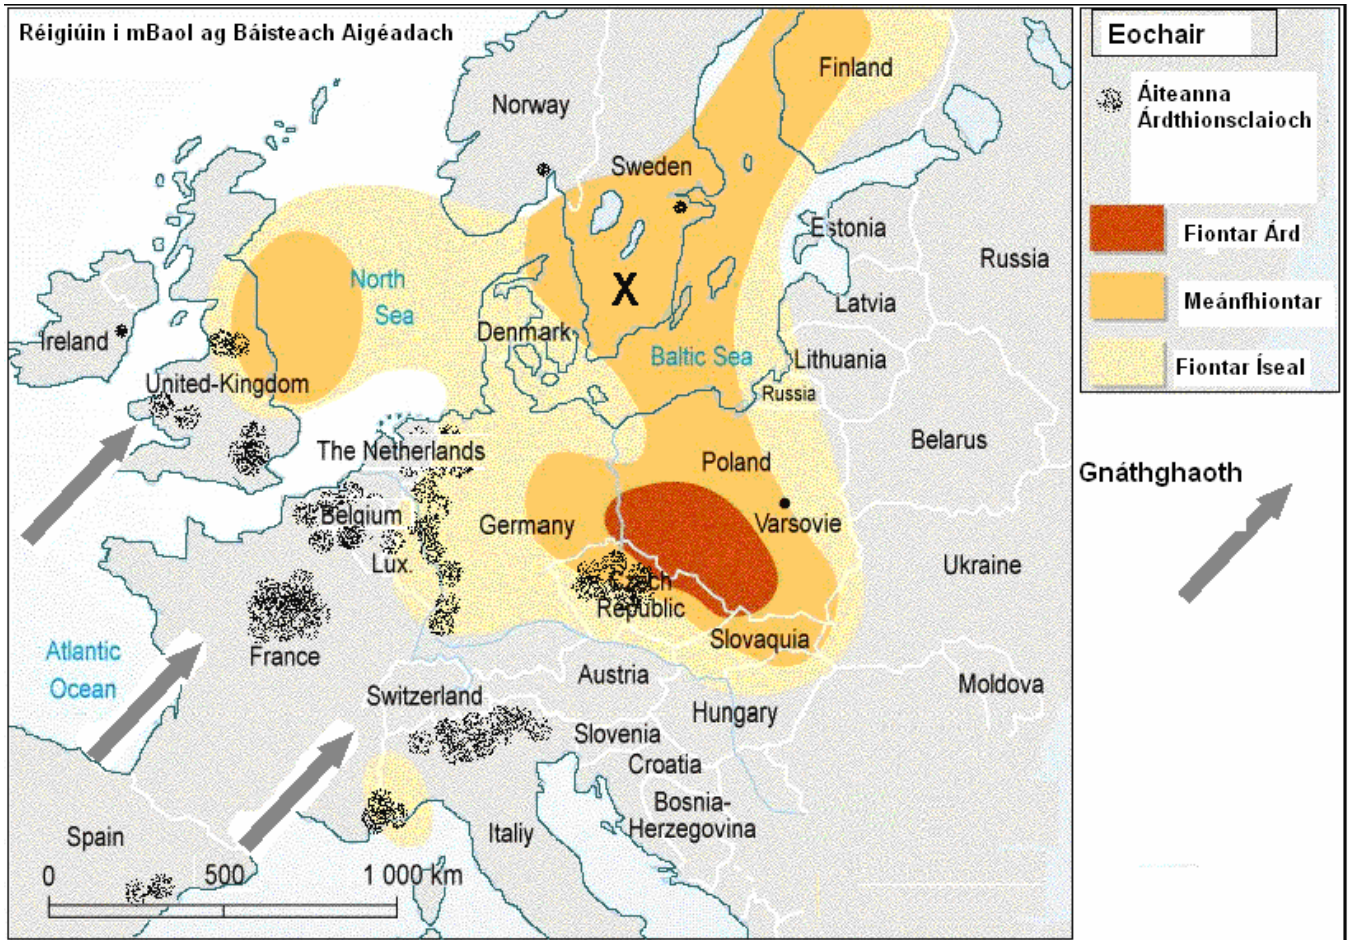 Réigiúin i mBaol ag Báisteach Aigéadach
Finland
Norway
Sweden
Estonia
Russia
North
Sea
X
Latvia
Ireland
Denmark
Baltic Sea
Lithuania
United-Kingdom
Russia
Belarus
The Netherlands
Poland
Belgium
Germany
Varsovie
Lux.
Czech
Republic
Ukraine
Atlantic
Ocean
France
Slovaquia
Austria
Moldova
Switzerland
Hungary
Slovenia
Croatia
Bosnia-
Herzegovina
Spain
Italiy
0 500 1 000 km
Eochair
Áiteanna
Árdthionsclaioch
Fiontar Árd
Meánfhiontar
Fiontar Íseal
Gnáthghaoth